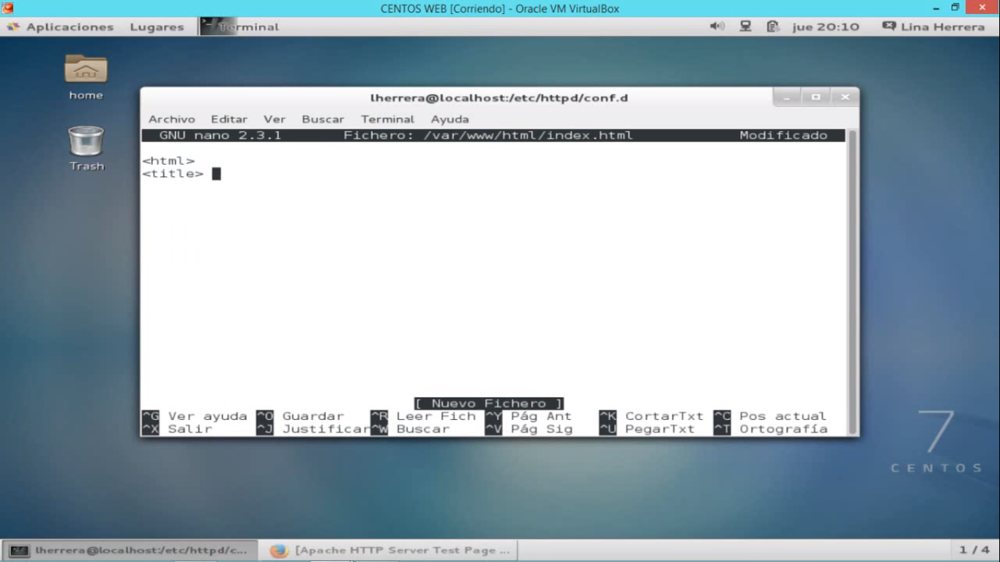 CENTOS WEB [Corriendo] - Oracle VM VirtualBox
Aplicaciones Lugares Terminal jue 20:10 Lina Herrera
home
Trash
lherrera@localhost:/etc/httpd/conf.d
Archivo Editar Ver Buscar Terminal Ayuda
GNU nano 2.3.1 Fichero: /var/www/html/index.html Modificado
<html>
<title>
[ Nuevo Fichero ]
^G Ver ayuda ^O Guardar ^R Leer Fich ^Y Pág Ant ^K CortarTxt ^C Pos actual
^X Salir ^J Justificar ^W Buscar ^V Pág Sig ^U PegarTxt ^T Ortografía
7
CENTOS
lherrera@localhost:/etc/httpd/c... [Apache HTTP Server Test Page ... 1 / 4